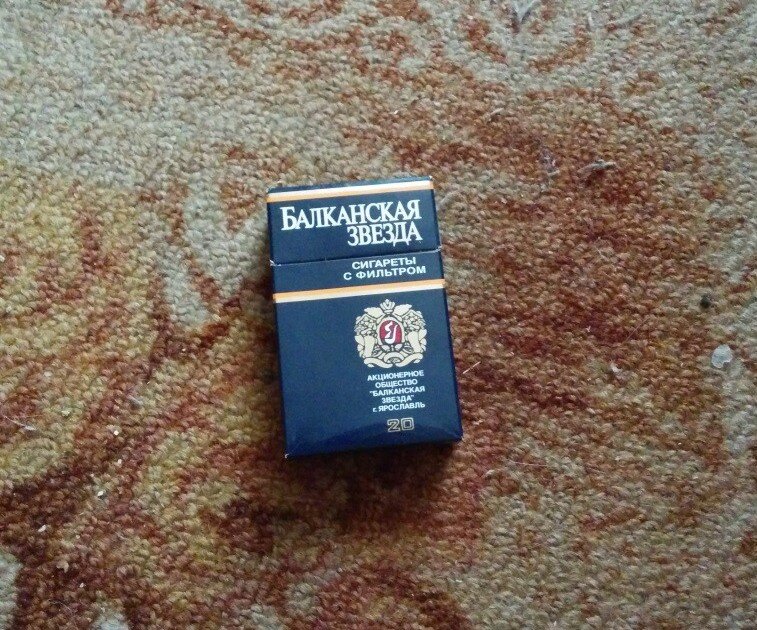 БАЛКАНСКАЯ
ЗВЕЗДА
СИГАРЕТЫ
С ФИЛЬТРОМ
АКЦИОНЕРНОЕ
ОБЩЕСТВО
"БАЛКАНСКАЯ
ЗВЕЗДА"
г. ЯРОСЛАВЛЬ
20